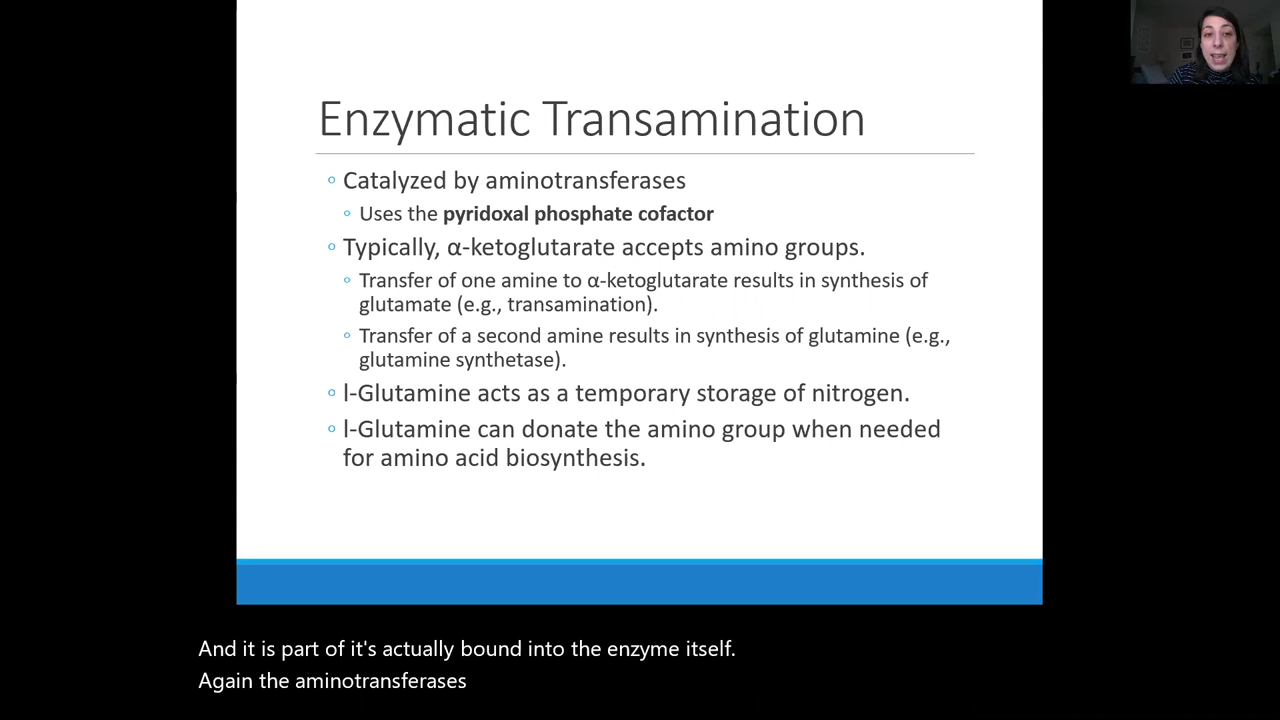 Enzymatic Transamination
◦ Catalyzed by aminotransferases
◦ Uses the pyridoxal phosphate cofactor
◦ Typically, α-ketoglutarate accepts amino groups.
◦ Transfer of one amine to α-ketoglutarate results in synthesis of
glutamate (e.g., transamination).
◦ Transfer of a second amine results in synthesis of glutamine (e.g.,
glutamine synthetase).
◦ l-Glutamine acts as a temporary storage of nitrogen.
◦ l-Glutamine can donate the amino group when needed
for amino acid biosynthesis.
And it is part of it's actually bound into the enzyme itself.
Again the aminotransferases